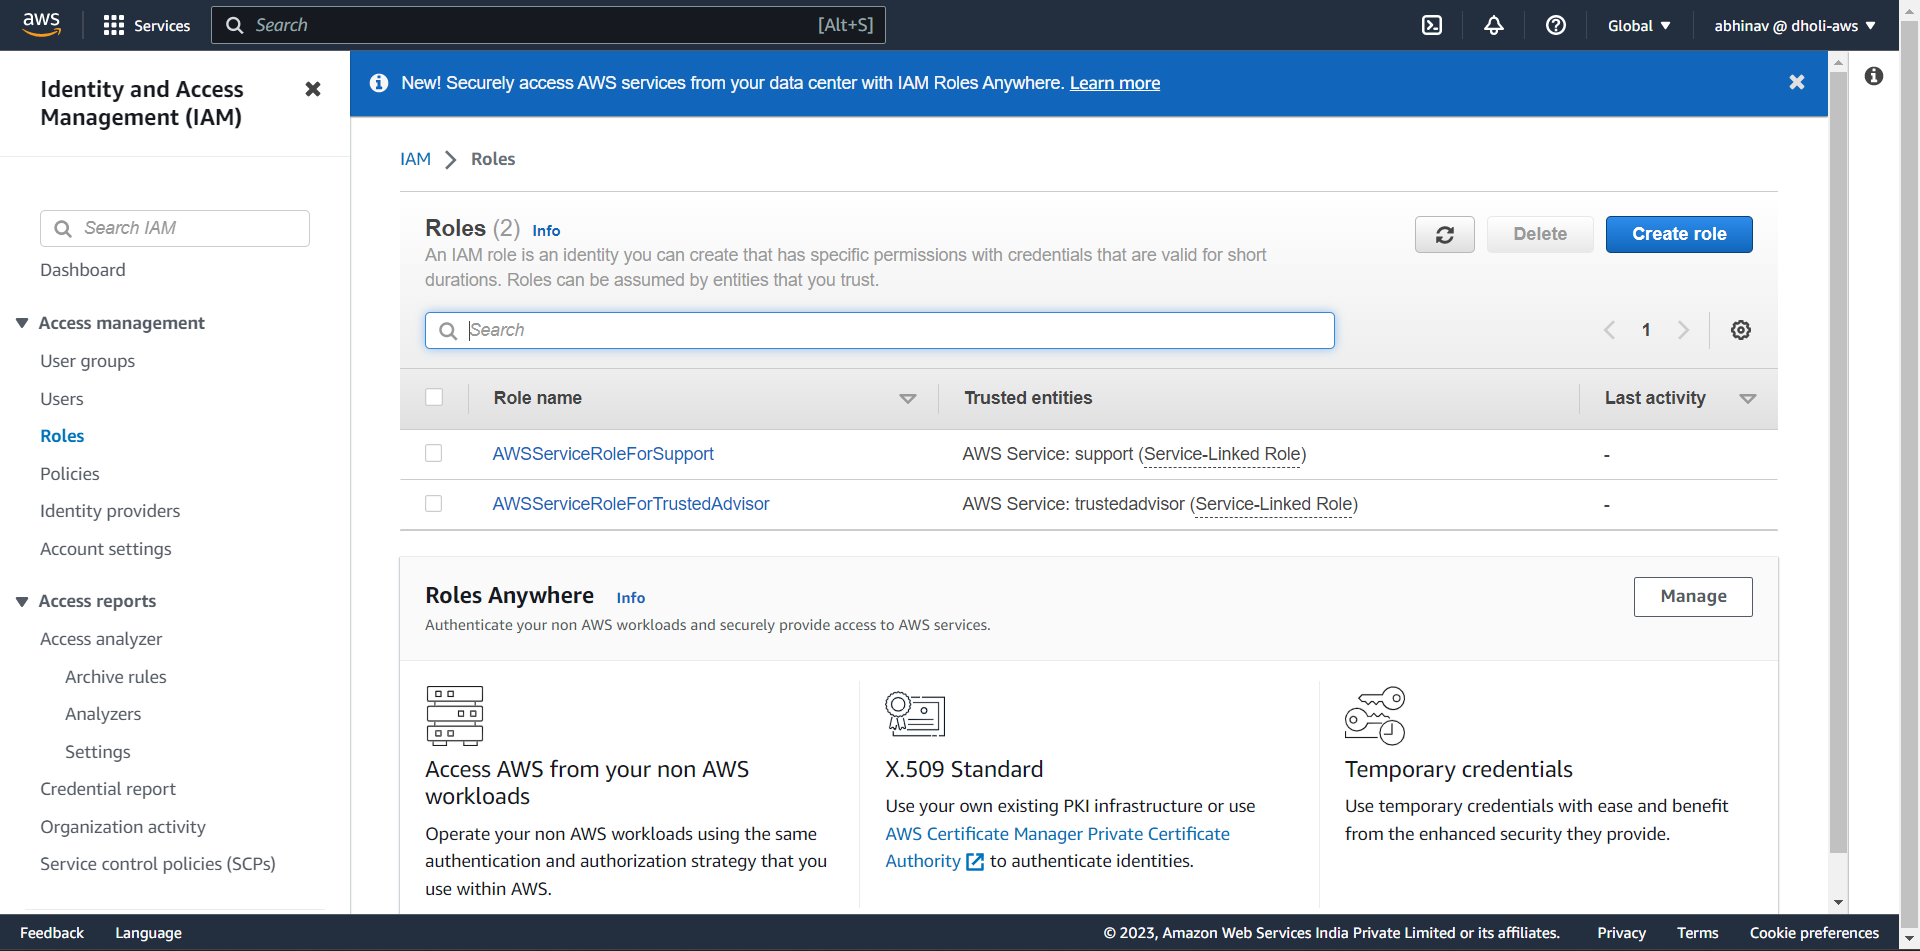 aws
Services
Search
[Alt+S]
Global
abhinav @ dholi-aws
Identity and Access
Management (IAM)
Search IAM
Dashboard
Access management
User groups
Users
Roles
Policies
Identity providers
Account settings
Access reports
Access analyzer
Archive rules
Analyzers
Settings
Credential report
Organization activity
Service control policies (SCPs)
New! Securely access AWS services from your data center with IAM Roles Anywhere. Learn more
IAM > Roles
Roles (2) Info
An IAM role is an identity you can create that has specific permissions with credentials that are valid for short
durations. Roles can be assumed by entities that you trust.
Delete
Create role
Search
1
Role name
Trusted entities
Last activity
AWSServiceRoleForSupport
AWS Service: support (Service-Linked Role)
-
AWSServiceRoleForTrustedAdvisor
AWS Service: trustedadvisor (Service-Linked Role)
-
Roles Anywhere Info
Authenticate your non AWS workloads and securely provide access to AWS services.
Manage
Access AWS from your non AWS
workloads
Operate your non AWS workloads using the same
authentication and authorization strategy that you
use within AWS.
X.509 Standard
Use your own existing PKI infrastructure or use
AWS Certificate Manager Private Certificate
Authority to authenticate identities.
Temporary credentials
Use temporary credentials with ease and benefit
from the enhanced security they provide.
Feedback
Language
© 2023, Amazon Web Services India Private Limited or its affiliates.
Privacy
Terms
Cookie preferences